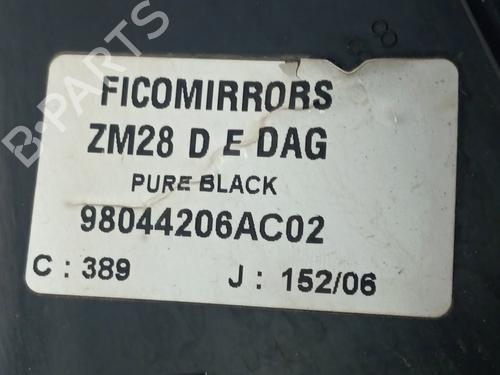 FICOMIRRORS
ZM28 D E DAG
PURE BLACK
98044206AC02
C : 389 J : 152/06
B-PARTS